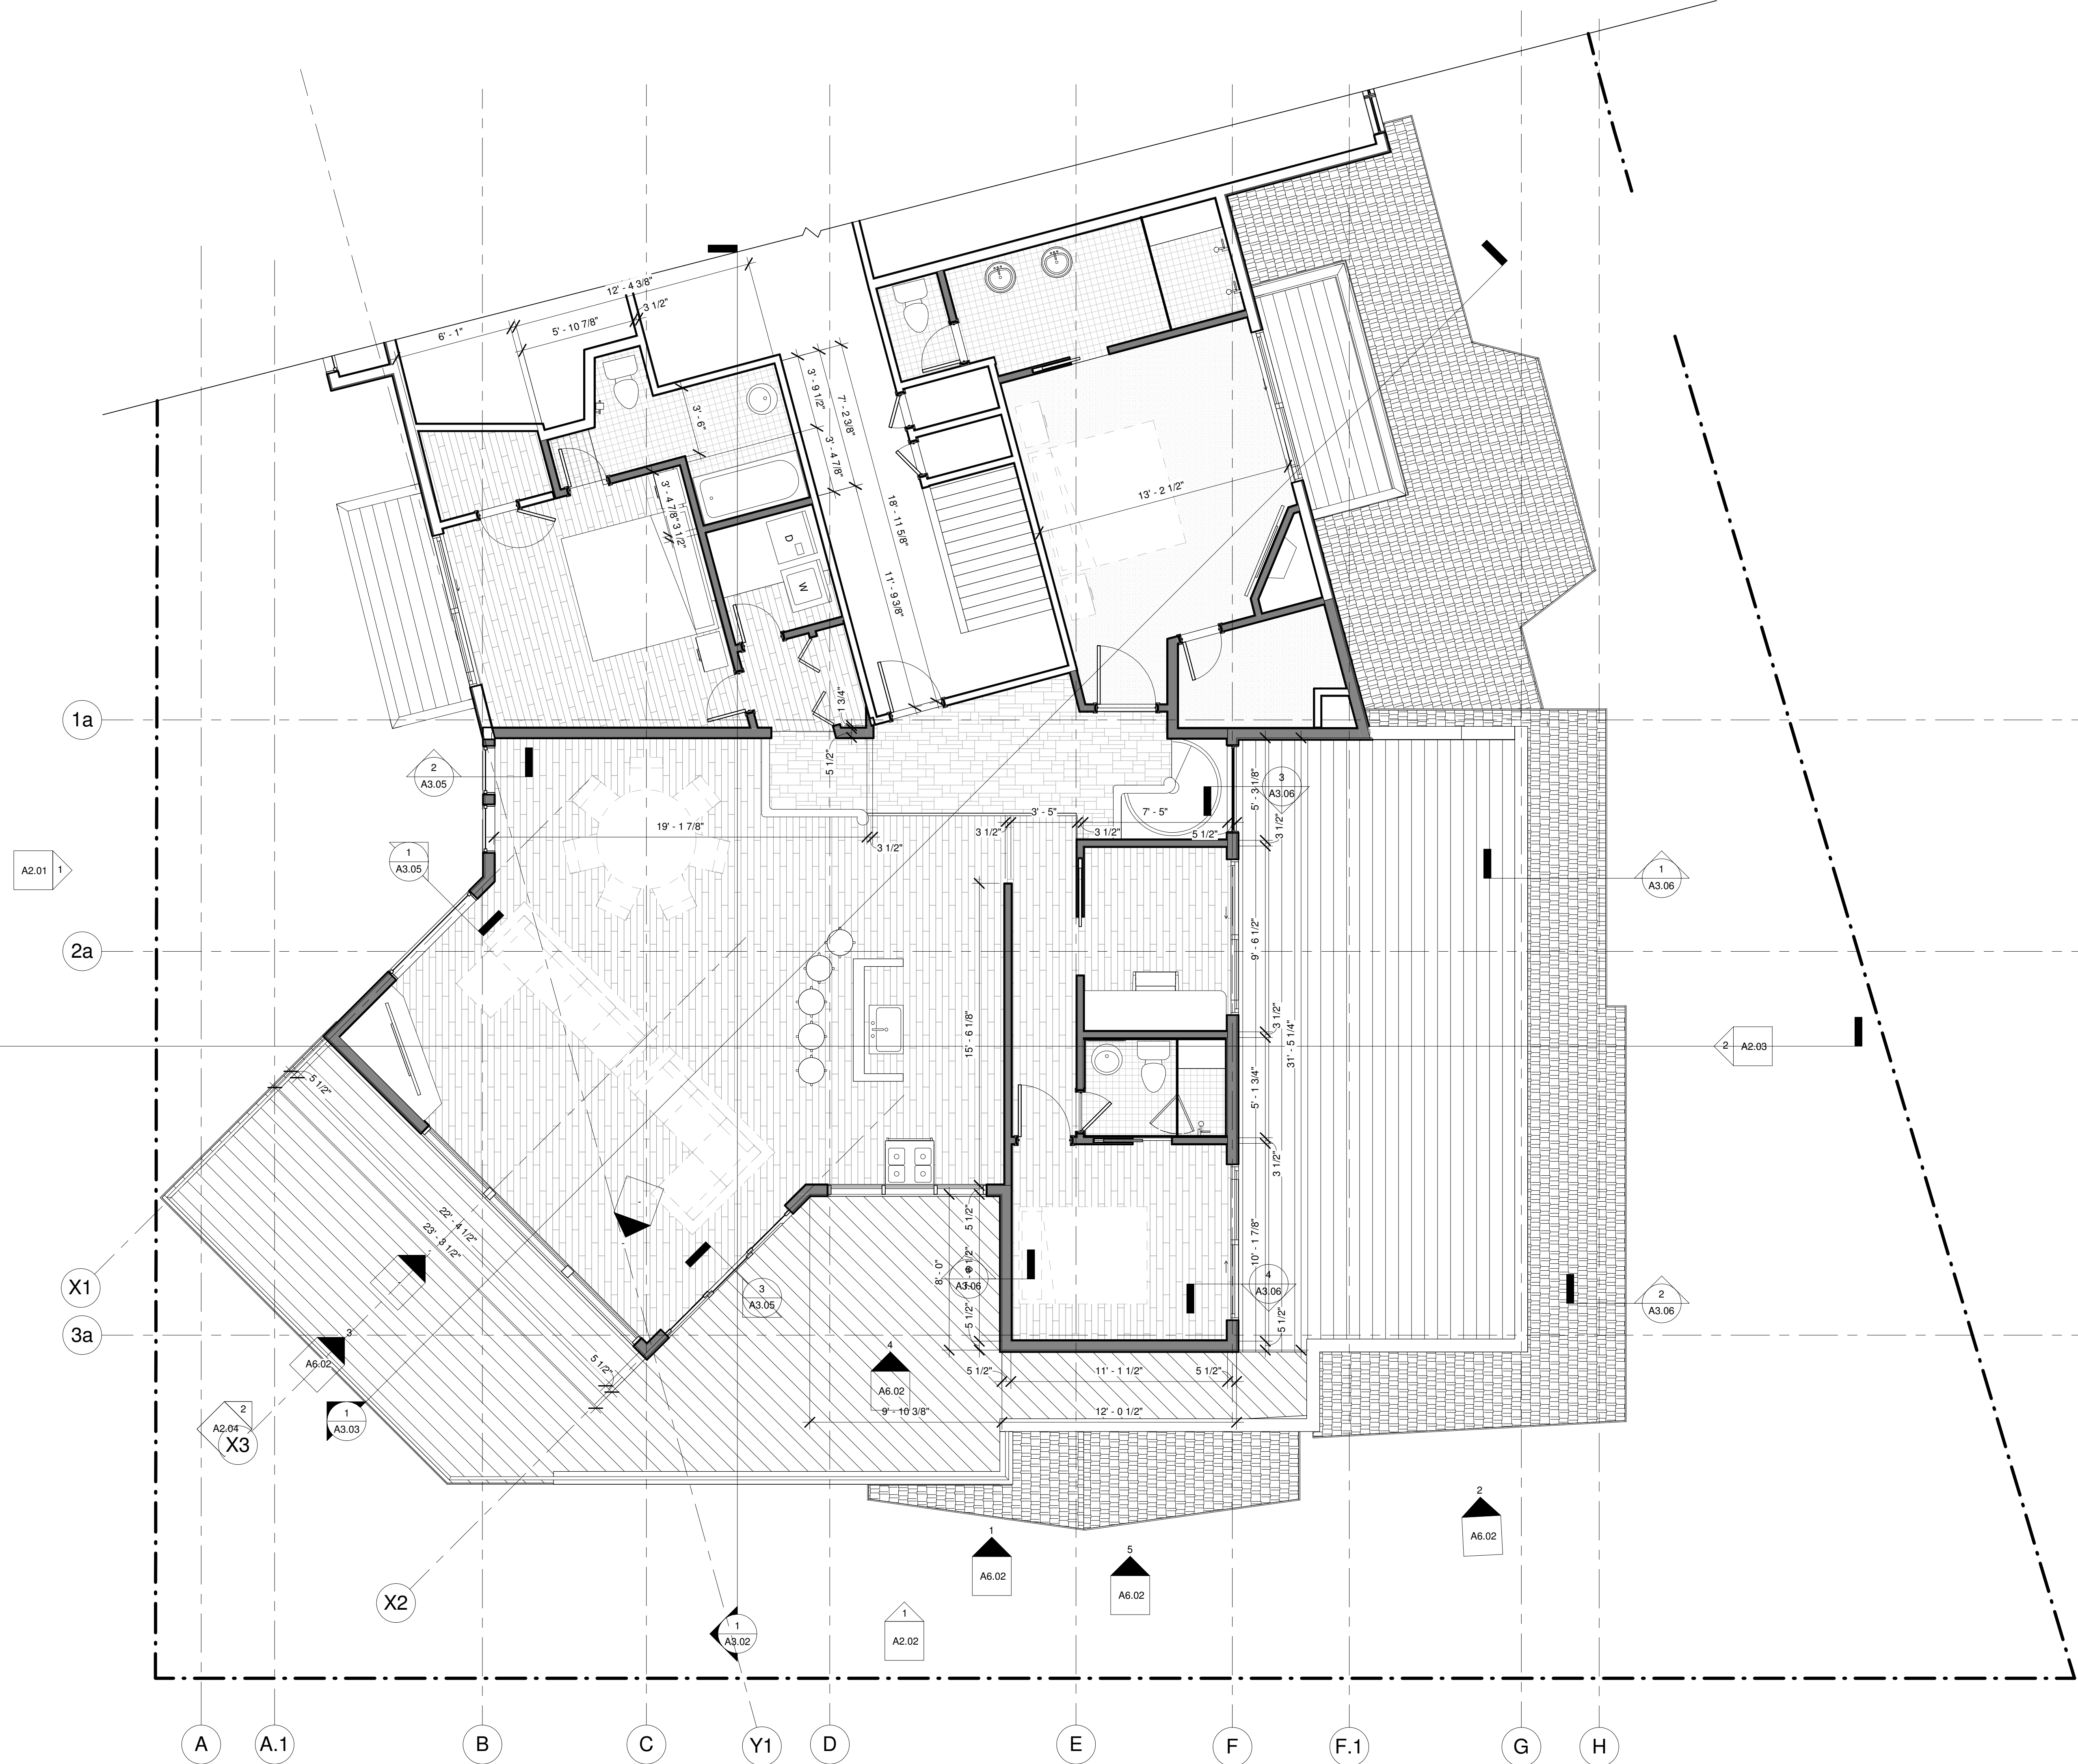 12' - 4 3/8"
3 1/2"
5' - 10 7/8"
6' - 1"
3' - 9 1/2"
7' - 2 3/8"
3' - 6"
3' - 4 7/8"
3' - 4 7/8"
3 1/2"
18' - 11 5/8"
11' - 9 3/8"
13' - 2 1/2"
D
W
1 3/4"
5 1/2"
1a
2
A3.05
3
A3.06
5' - 3 1/8"
3 1/2"
7' - 5"
3' - 5"
3 1/2"
3 1/2"
5 1/2"
19' - 1 7/8"
3 1/2"
1
A3.05
A2.01
1
1
A3.06
2a
9' - 6 1/2"
3 1/2"
15' - 6 1/8"
31' - 5 1/4"
3
2
A2.03
5 1/2"
5' - 1 3/4"
3 1/2"
22' - 4 1/2"
23' - 3 1/2"
5 1/2"
8' - 0"
10' - 1 7/8"
A3.06
4
A3.06
2
A3.06
X1
3
A3.05
5 1/2"
5 1/2"
3a
3
A6.02
4
A6.02
5 1/2"
5 1/2"
11' - 1 1/2"
5 1/2"
9' - 10 3/8"
12' - 0 1/2"
2
A2.04
X3
1
A3.03
2
A6.02
1
A6.02
5
A6.02
X2
1
A3.02
1
A2.02
A
A.1
B
C
Y1
D
E
F
F.1
G
H